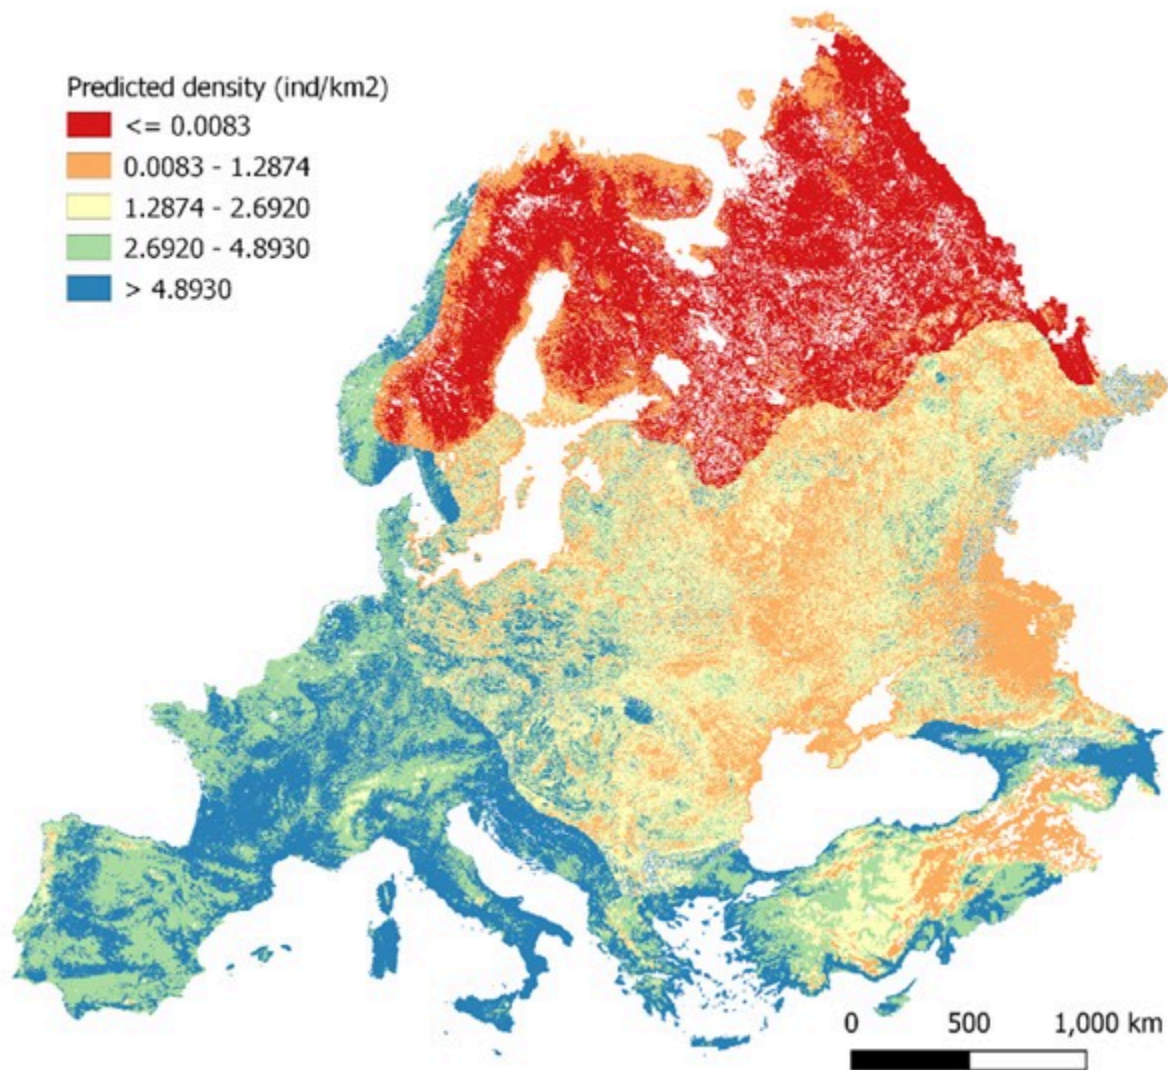 Predicted density (ind/km2)
<= 0.0083
0.0083 - 1.2874
1.2874 - 2.6920
2.6920 - 4.8930
> 4.8930
0 500 1,000 km